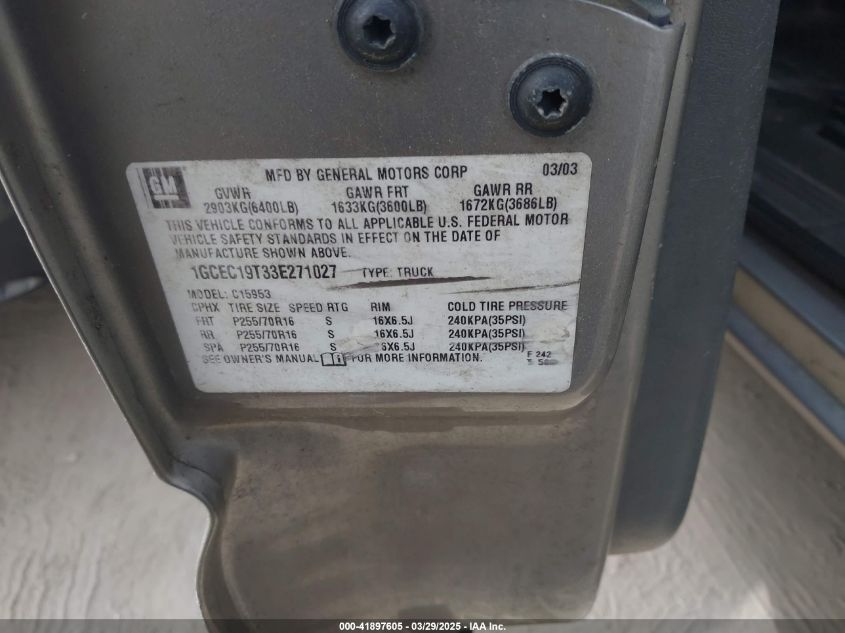 GM
MFD BY GENERAL MOTORS CORP 03/03
GVWR GAWR FRT GAWR RR
2903KG(6400LB) 1633KG(3600LB) 1672KG(3686LB)
THIS VEHICLE CONFORMS TO ALL APPLICABLE U.S. FEDERAL MOTOR
VEHICLE SAFETY STANDARDS IN EFFECT ON THE DATE OF
MANUFACTURE SHOWN ABOVE.
1GCEC19T33E271027 TYPE: TRUCK
MODEL: C15953
CPHX TIRE SIZE SPEED RTG RIM COLD TIRE PRESSURE
FRT P255/70R16 S 16X6.5J 240KPA(35PSI)
RR P255/70R16 S 16X6.5J 240KPA(35PSI)
SPA P255/70R16 S 6X6.5J 240KPA(35PSI)
SEE OWNER'S MANUAL FOR MORE INFORMATION.
F 242
000-41897605 / 03/29/2025 — IAA Inc.